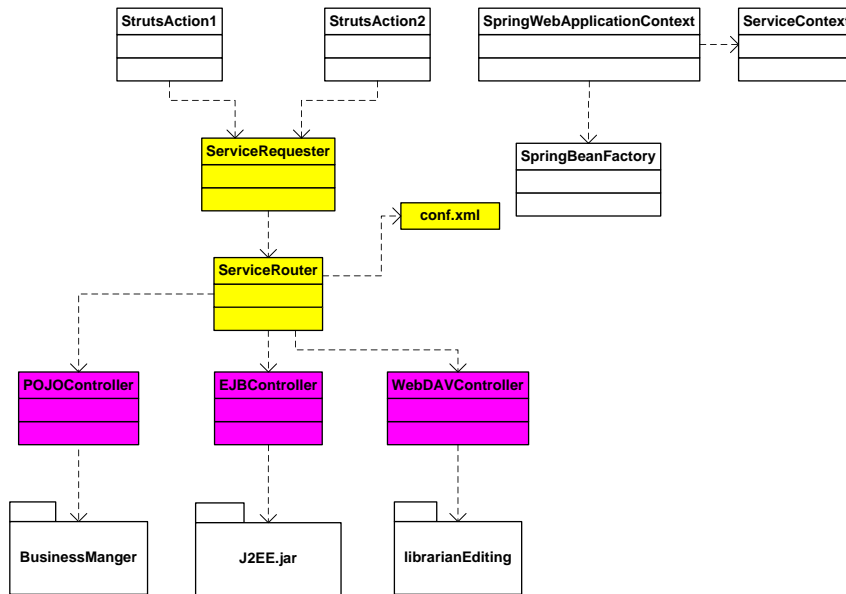 StrutsAction1
StrutsAction2
SpringWebApplicationContext
ServiceContext
ServiceRequester
SpringBeanFactory
conf.xml
ServiceRouter
POJOController
EJBController
WebDAVController
BusinessManger
J2EE.jar
librarianEditing